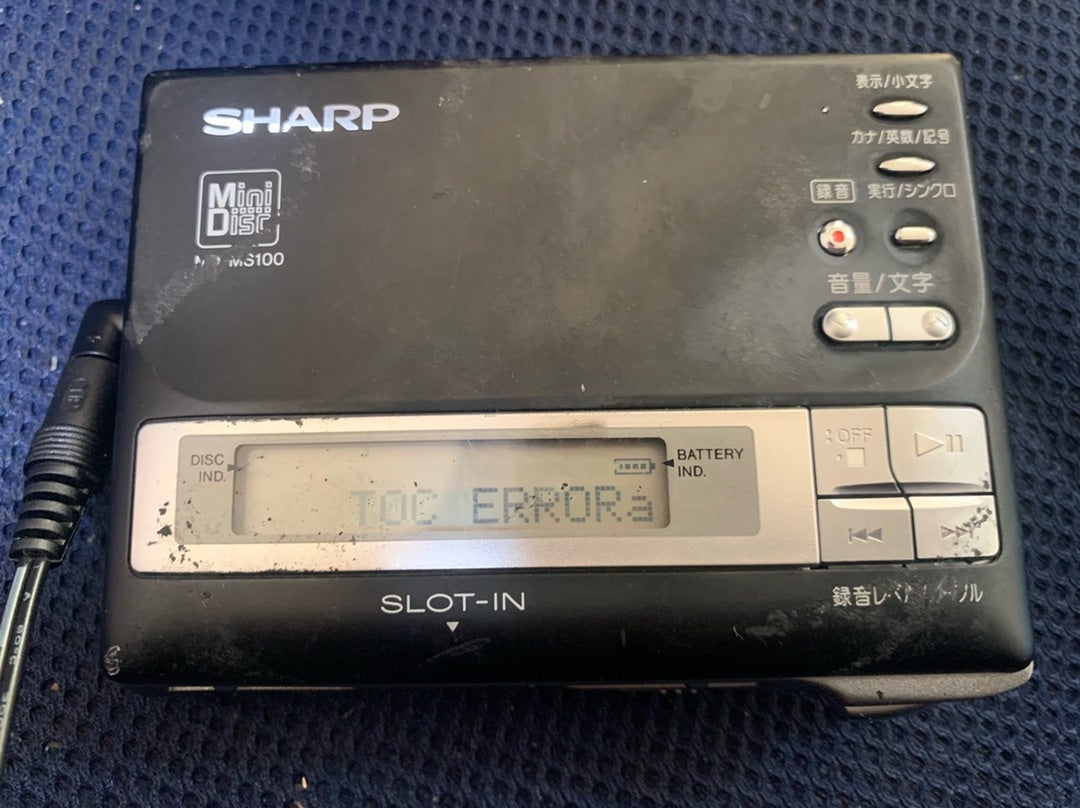 SHARP
Mini
Disc
MS100
表示/小文字
カナ/英数/記号
録音
実行/シンクロ
音量/文字
DISC
IND.
BATTERY
IND.
TOC ERRORa
:OFF
SLOT-IN